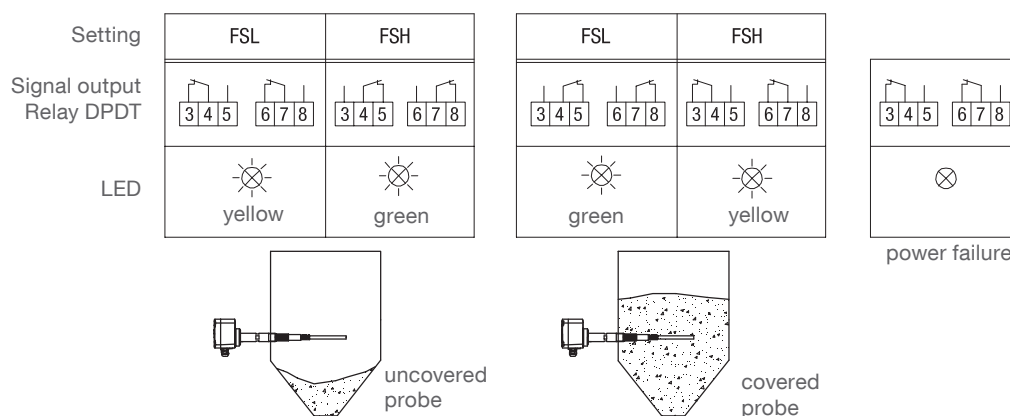 Setting FSL FSH FSL FSH
Signal output
Relay DPDT
3 4 5 6 7 8 3 4 5 6 7 8 3 4 5 6 7 8 3 4 5 6 7 8 3 4 5 6 7 8
LED
yellow green green yellow
power failure
uncovered
probe
covered
probe